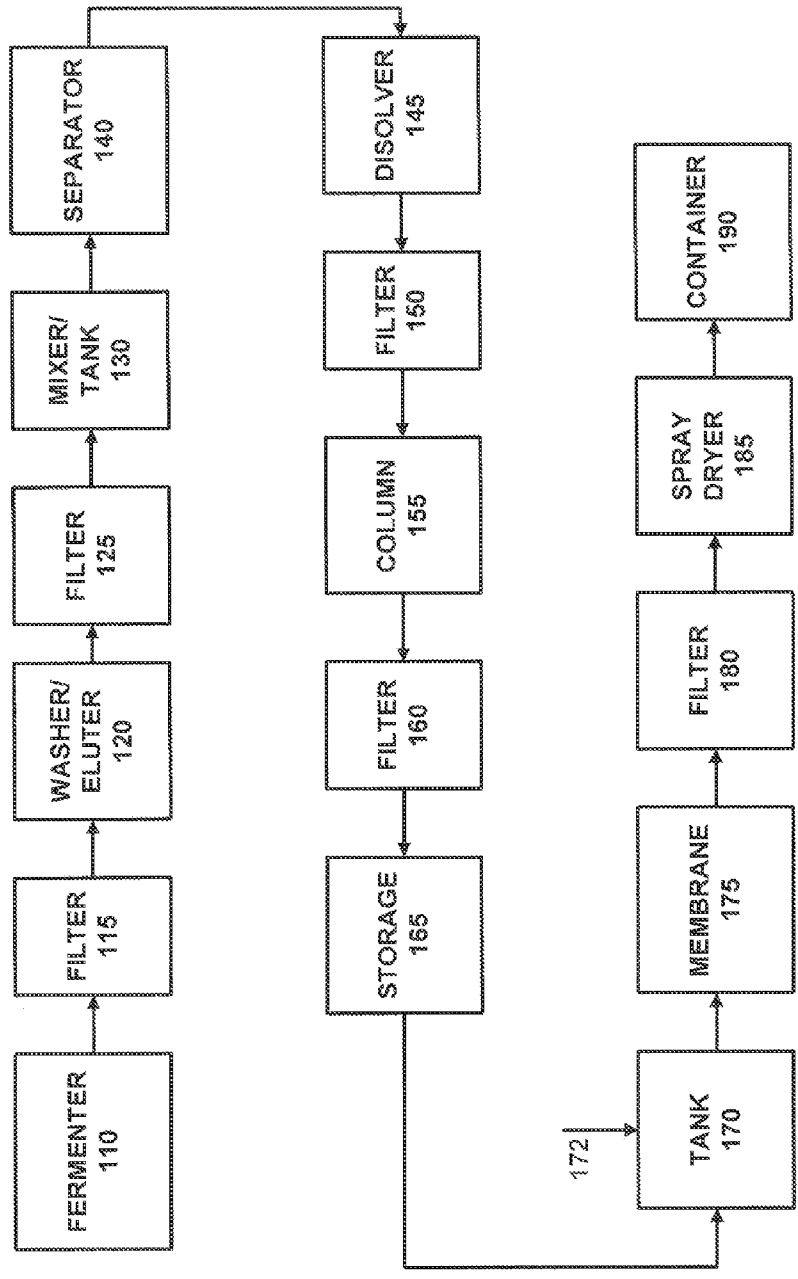 FERMENTER
110
FILTER
115
WASHER/
ELUTER
120
FILTER
125
MIXER/
TANK
130
SEPARATOR
140
DISOLVER
145
FILTER
150
COLUMN
155
FILTER
160
STORAGE
165
172
TANK
170
MEMBRANE
175
FILTER
180
SPRAY
DRYER
185
CONTAINER
190